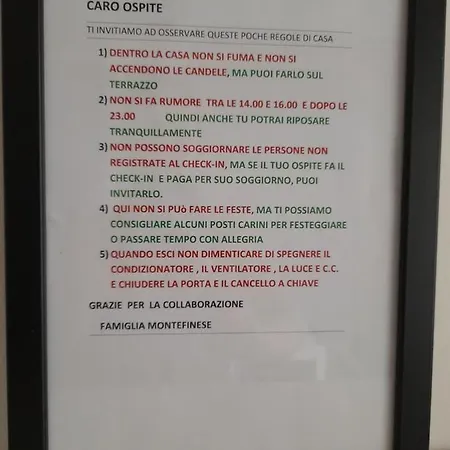 CARO OSPITE
TI INVITIAMO AD OSSERVARE QUESTE POCHE REGOLE DI CASA
1) DENTRO LA CASA NON SI FUMA E NON SI
ACCENDONO LE CANDELE, MA PUOI FARLO SUL
TERRAZZO
2) NON SI FA RUMORE TRA LE 14.00 E 16.00 E DOPO LE
23.00 QUINDI ANCHE TU POTRAI RIPOSARE
TRANQUILLAMENTE
3) NON POSSONO SOGGIORNARE LE PERSONE NON
REGISTRATE AL CHECK-IN, MA SE IL TUO OSPITE FA IL
CHECK-IN E PAGA PER SUO SOGGIORNO, PUOI
INVITARLO.
4) QUI NON SI PUò FARE LE FESTE, MA TI POSSIAMO
CONSIGLIARE ALCUNI POSTI CARINI PER FESTEGGIARE
O PASSARE TEMPO CON ALLEGRIA
5) QUANDO ESCI NON DIMENTICARE DI SPEGNERE IL
CONDIZIONATORE , IL VENTILATORE , LA LUCE E C.C.
E CHIUDERE LA PORTA E IL CANCELLO A CHIAVE
GRAZIE PER LA COLLABORAZIONE
FAMIGLIA MONTEFINESE